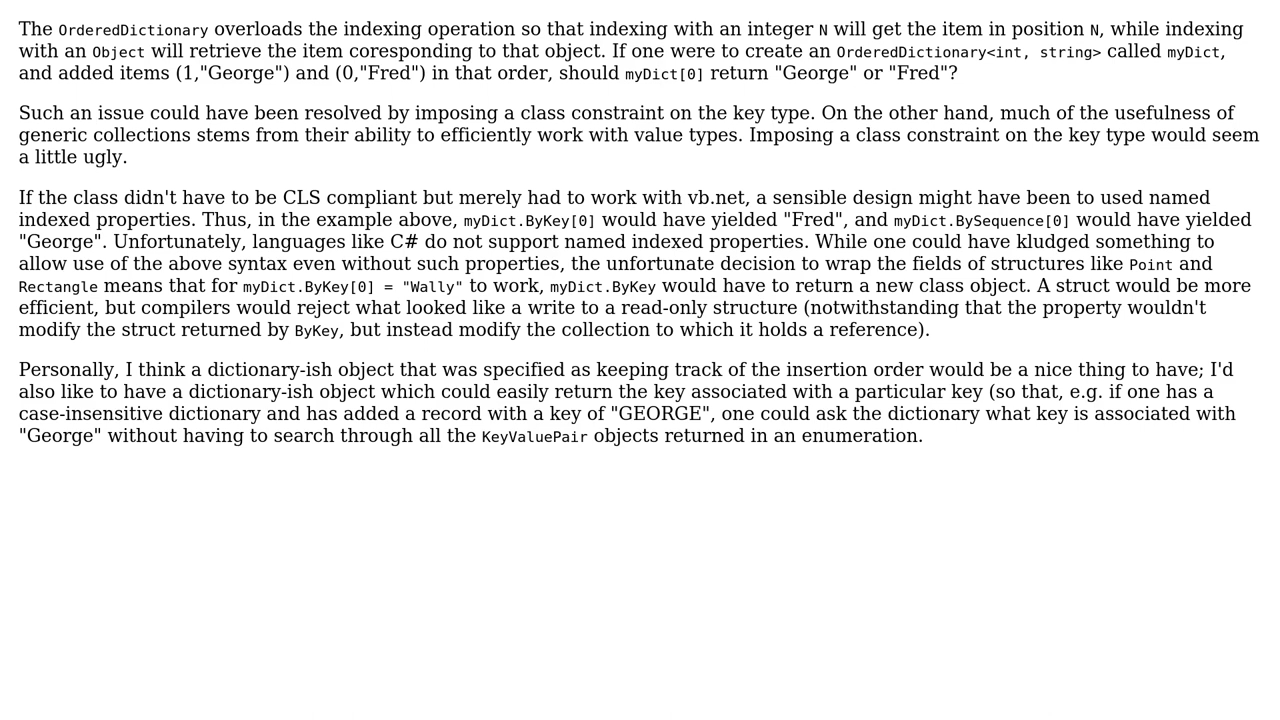 The OrderedDictionary overloads the indexing operation so that indexing with an integer N will get the item in position N, while indexing
with an Object will retrieve the item coresponding to that object. If one were to create an OrderedDictionary<int, string> called myDict,
and added items (1,"George") and (0,"Fred") in that order, should myDict[0] return "George" or "Fred"?
Such an issue could have been resolved by imposing a class constraint on the key type. On the other hand, much of the usefulness of
generic collections stems from their ability to efficiently work with value types. Imposing a class constraint on the key type would seem
a little ugly.
If the class didn't have to be CLS compliant but merely had to work with vb.net, a sensible design might have been to used named
indexed properties. Thus, in the example above, myDict.ByKey[0] would have yielded "Fred", and myDict.BySequence[0] would have yielded
"George". Unfortunately, languages like C# do not support named indexed properties. While one could have kludged something to
allow use of the above syntax even without such properties, the unfortunate decision to wrap the fields of structures like Point and
Rectangle means that for myDict.ByKey[0] = "Wally" to work, myDict.ByKey would have to return a new class object. A struct would be more
efficient, but compilers would reject what looked like a write to a read-only structure (notwithstanding that the property wouldn't
modify the struct returned by ByKey, but instead modify the collection to which it holds a reference).
Personally, I think a dictionary-ish object that was specified as keeping track of the insertion order would be a nice thing to have; I'd
also like to have a dictionary-ish object which could easily return the key associated with a particular key (so that, e.g. if one has a
case-insensitive dictionary and has added a record with a key of "GEORGE", one could ask the dictionary what key is associated with
"George" without having to search through all the KeyValuePair objects returned in an enumeration.